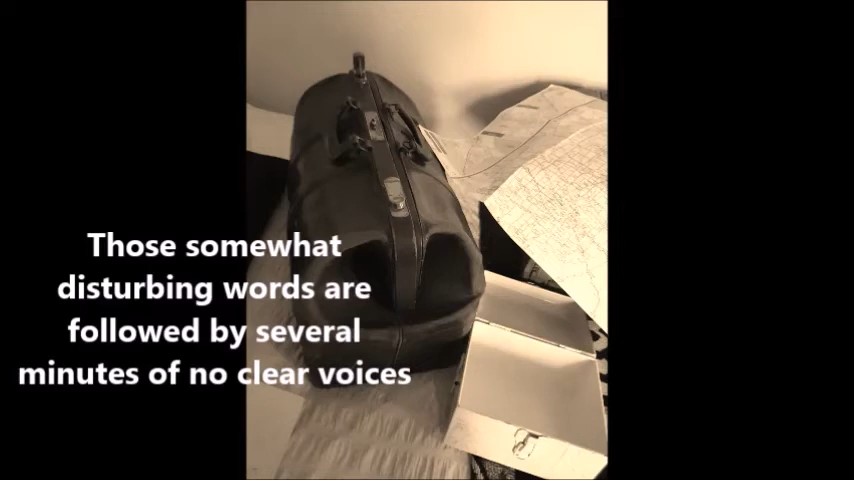 Those somewhat
disturbing words are
followed by several
minutes of no clear voices